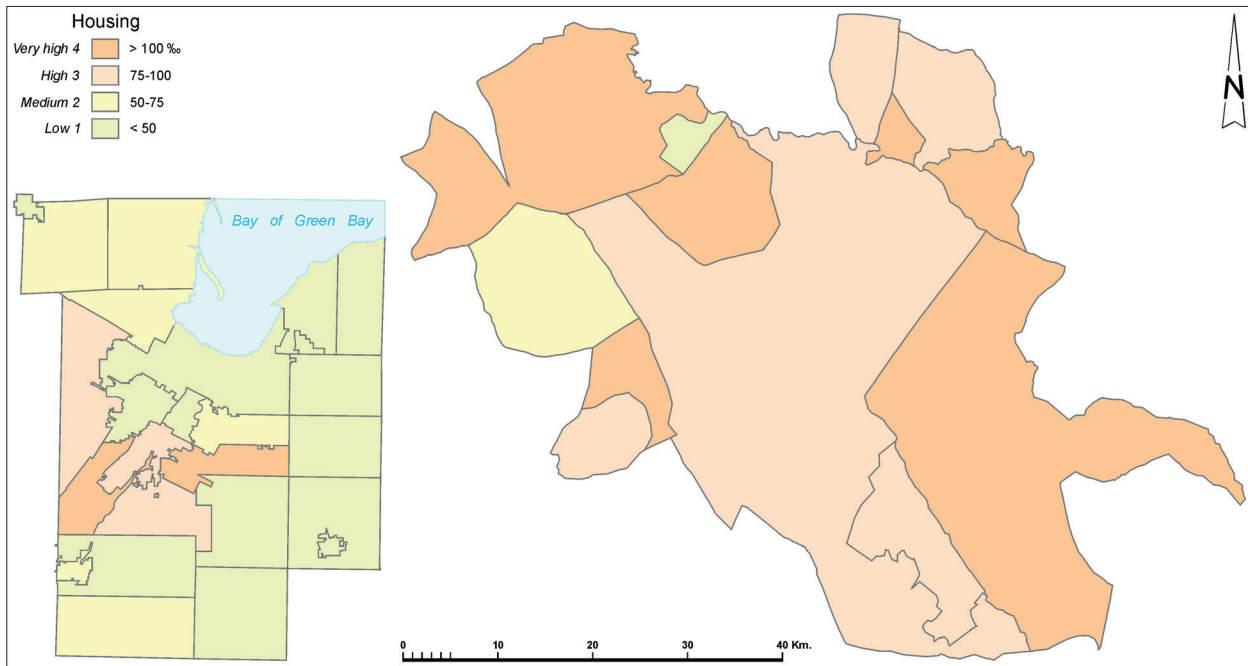 Housing
Very high 4 > 100 ‰
High 3 75-100
Medium 2 50-75
Low 1 < 50
N
Bay of Green Bay
0 10 20 30 40 Km.